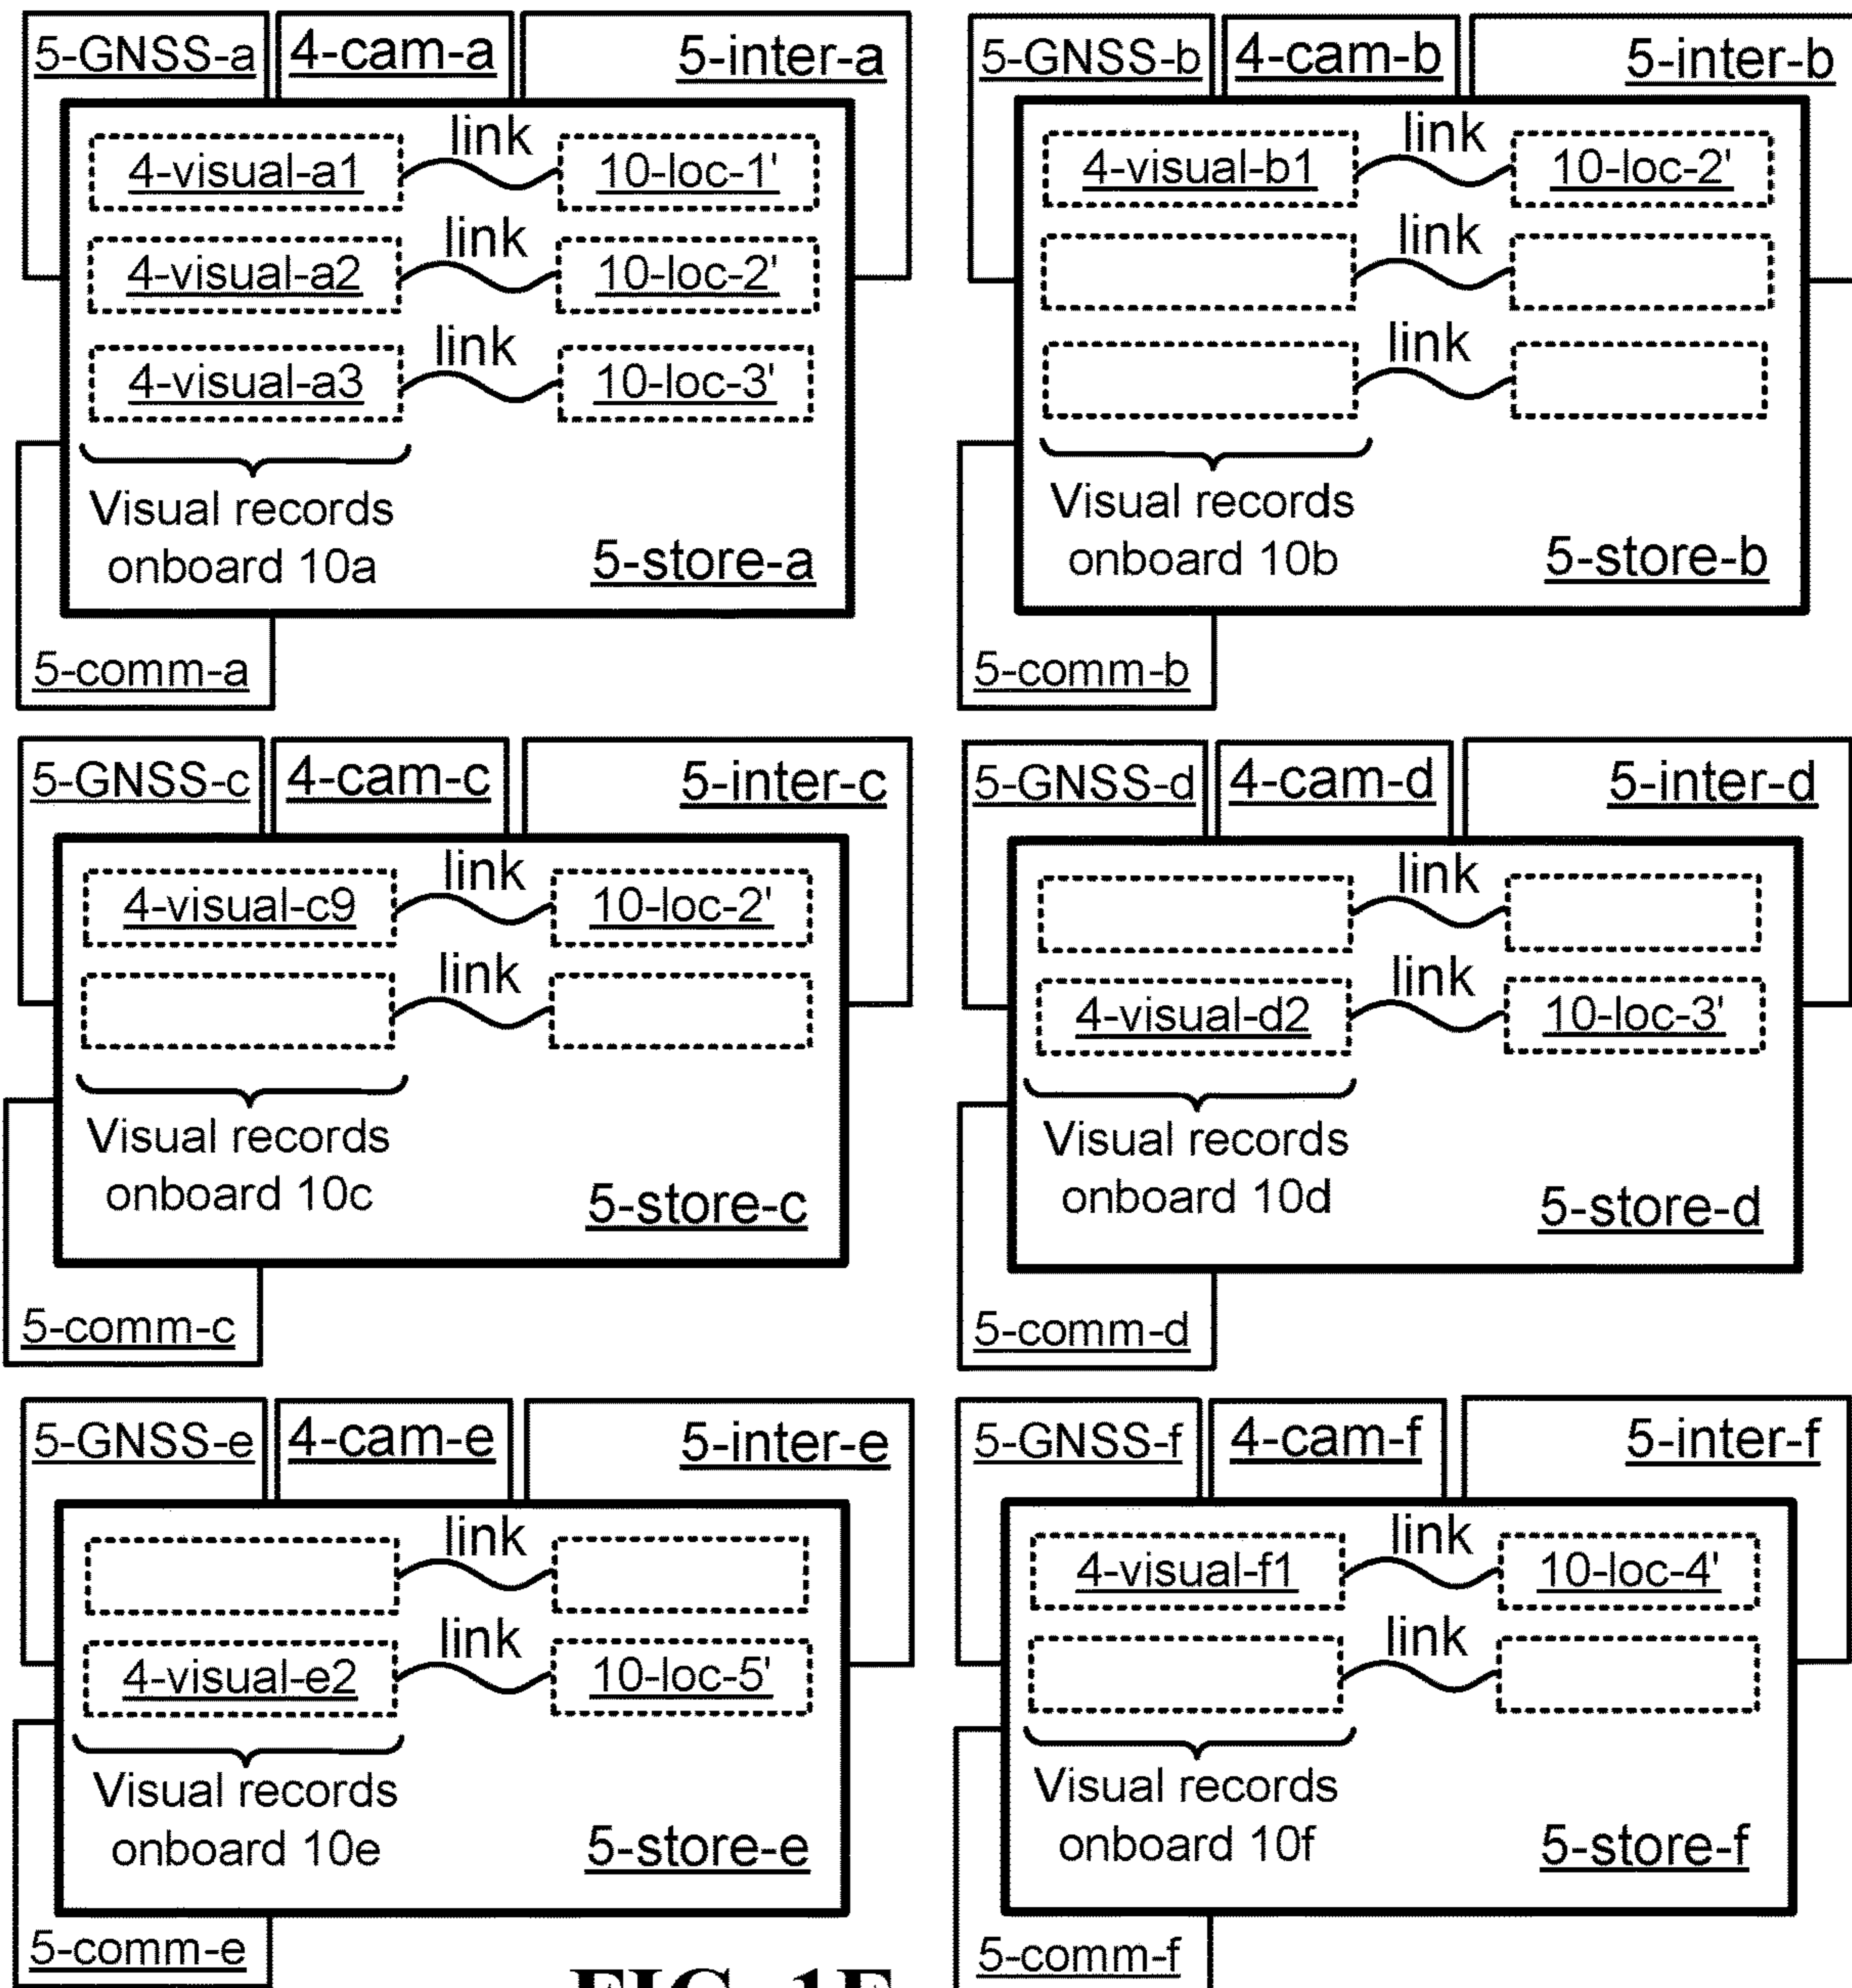 5-GNSS-a 4-cam-a 5-inter-a
link
4-visual-a1 10-loc-1'
link
4-visual-a2 10-loc-2'
link
4-visual-a3 10-loc-3'
Visual records
onboard 10a
5-store-a
5-comm-a
5-GNSS-b 4-cam-b 5-inter-b
link
4-visual-b1 10-loc-2'
link
link
Visual records
onboard 10b
5-store-b
5-comm-b
5-GNSS-c 4-cam-c 5-inter-c
link
4-visual-c9 10-loc-2'
link
Visual records
onboard 10c
5-store-c
5-comm-c
5-GNSS-d 4-cam-d 5-inter-d
link
link
4-visual-d2 10-loc-3'
Visual records
onboard 10d
5-store-d
5-comm-d
5-GNSS-e 4-cam-e 5-inter-e
link
link
4-visual-e2 10-loc-5'
Visual records
onboard 10e
5-store-e
5-comm-e
5-GNSS-f 4-cam-f 5-inter-f
link
4-visual-f1 10-loc-4'
link
Visual records
onboard 10f
5-store-f
5-comm-f